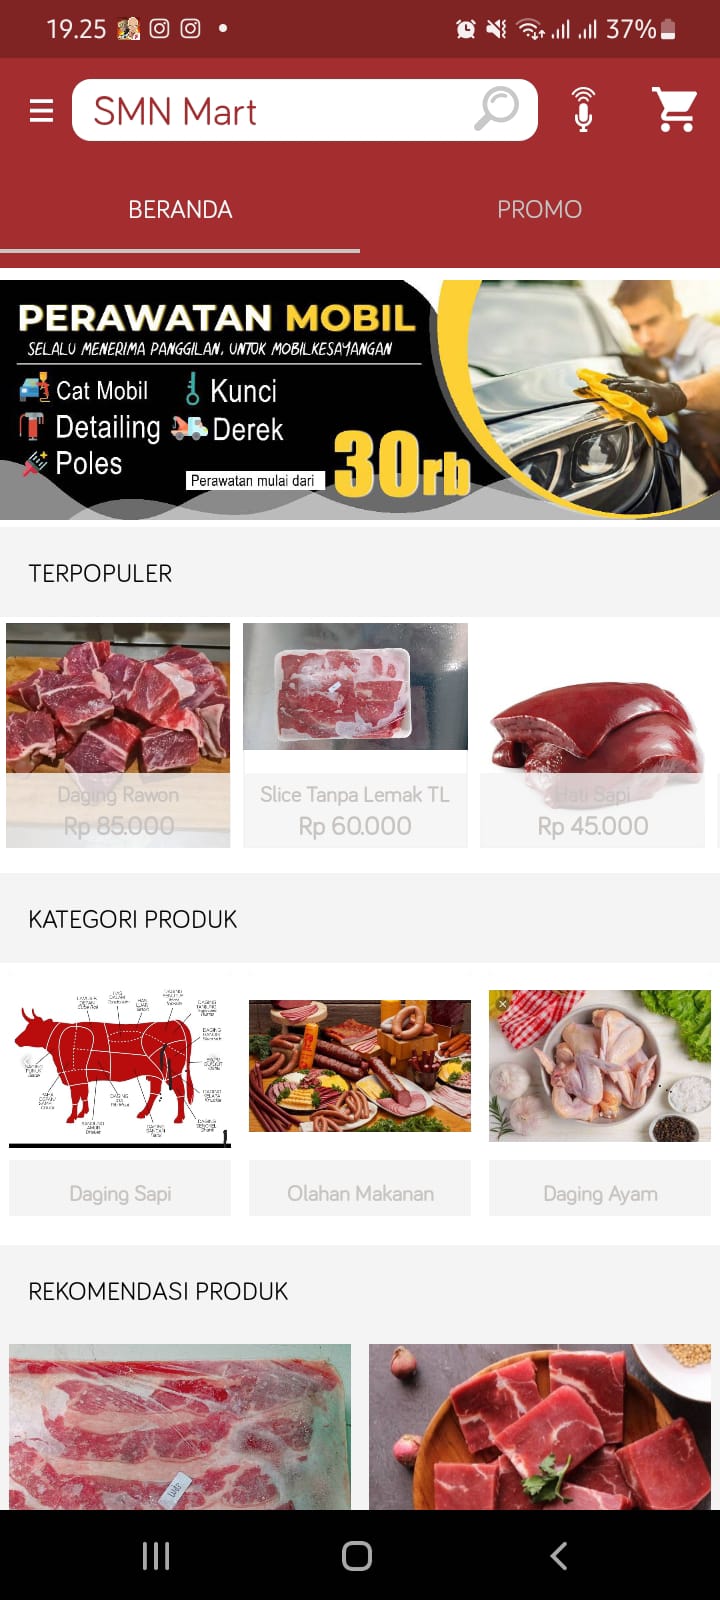 19.25
37%
SMN Mart
BERANDA
PROMO
PERAWATAN MOBIL
SELALU MENERIMA PANGGILAN, UNTUK MOBILKESAYANGAN
Cat Mobil
Kunci
Detailing
Derek
Poles
Perawatan mulai dari
30rb
TERPOPULER
Daging Rawon
Rp 85.000
Slice Tanpa Lemak TL
Rp 60.000
Hati Sapi
Rp 45.000
KATEGORI PRODUK
Daging Sapi
Olahan Makanan
Daging Ayam
REKOMENDASI PRODUK